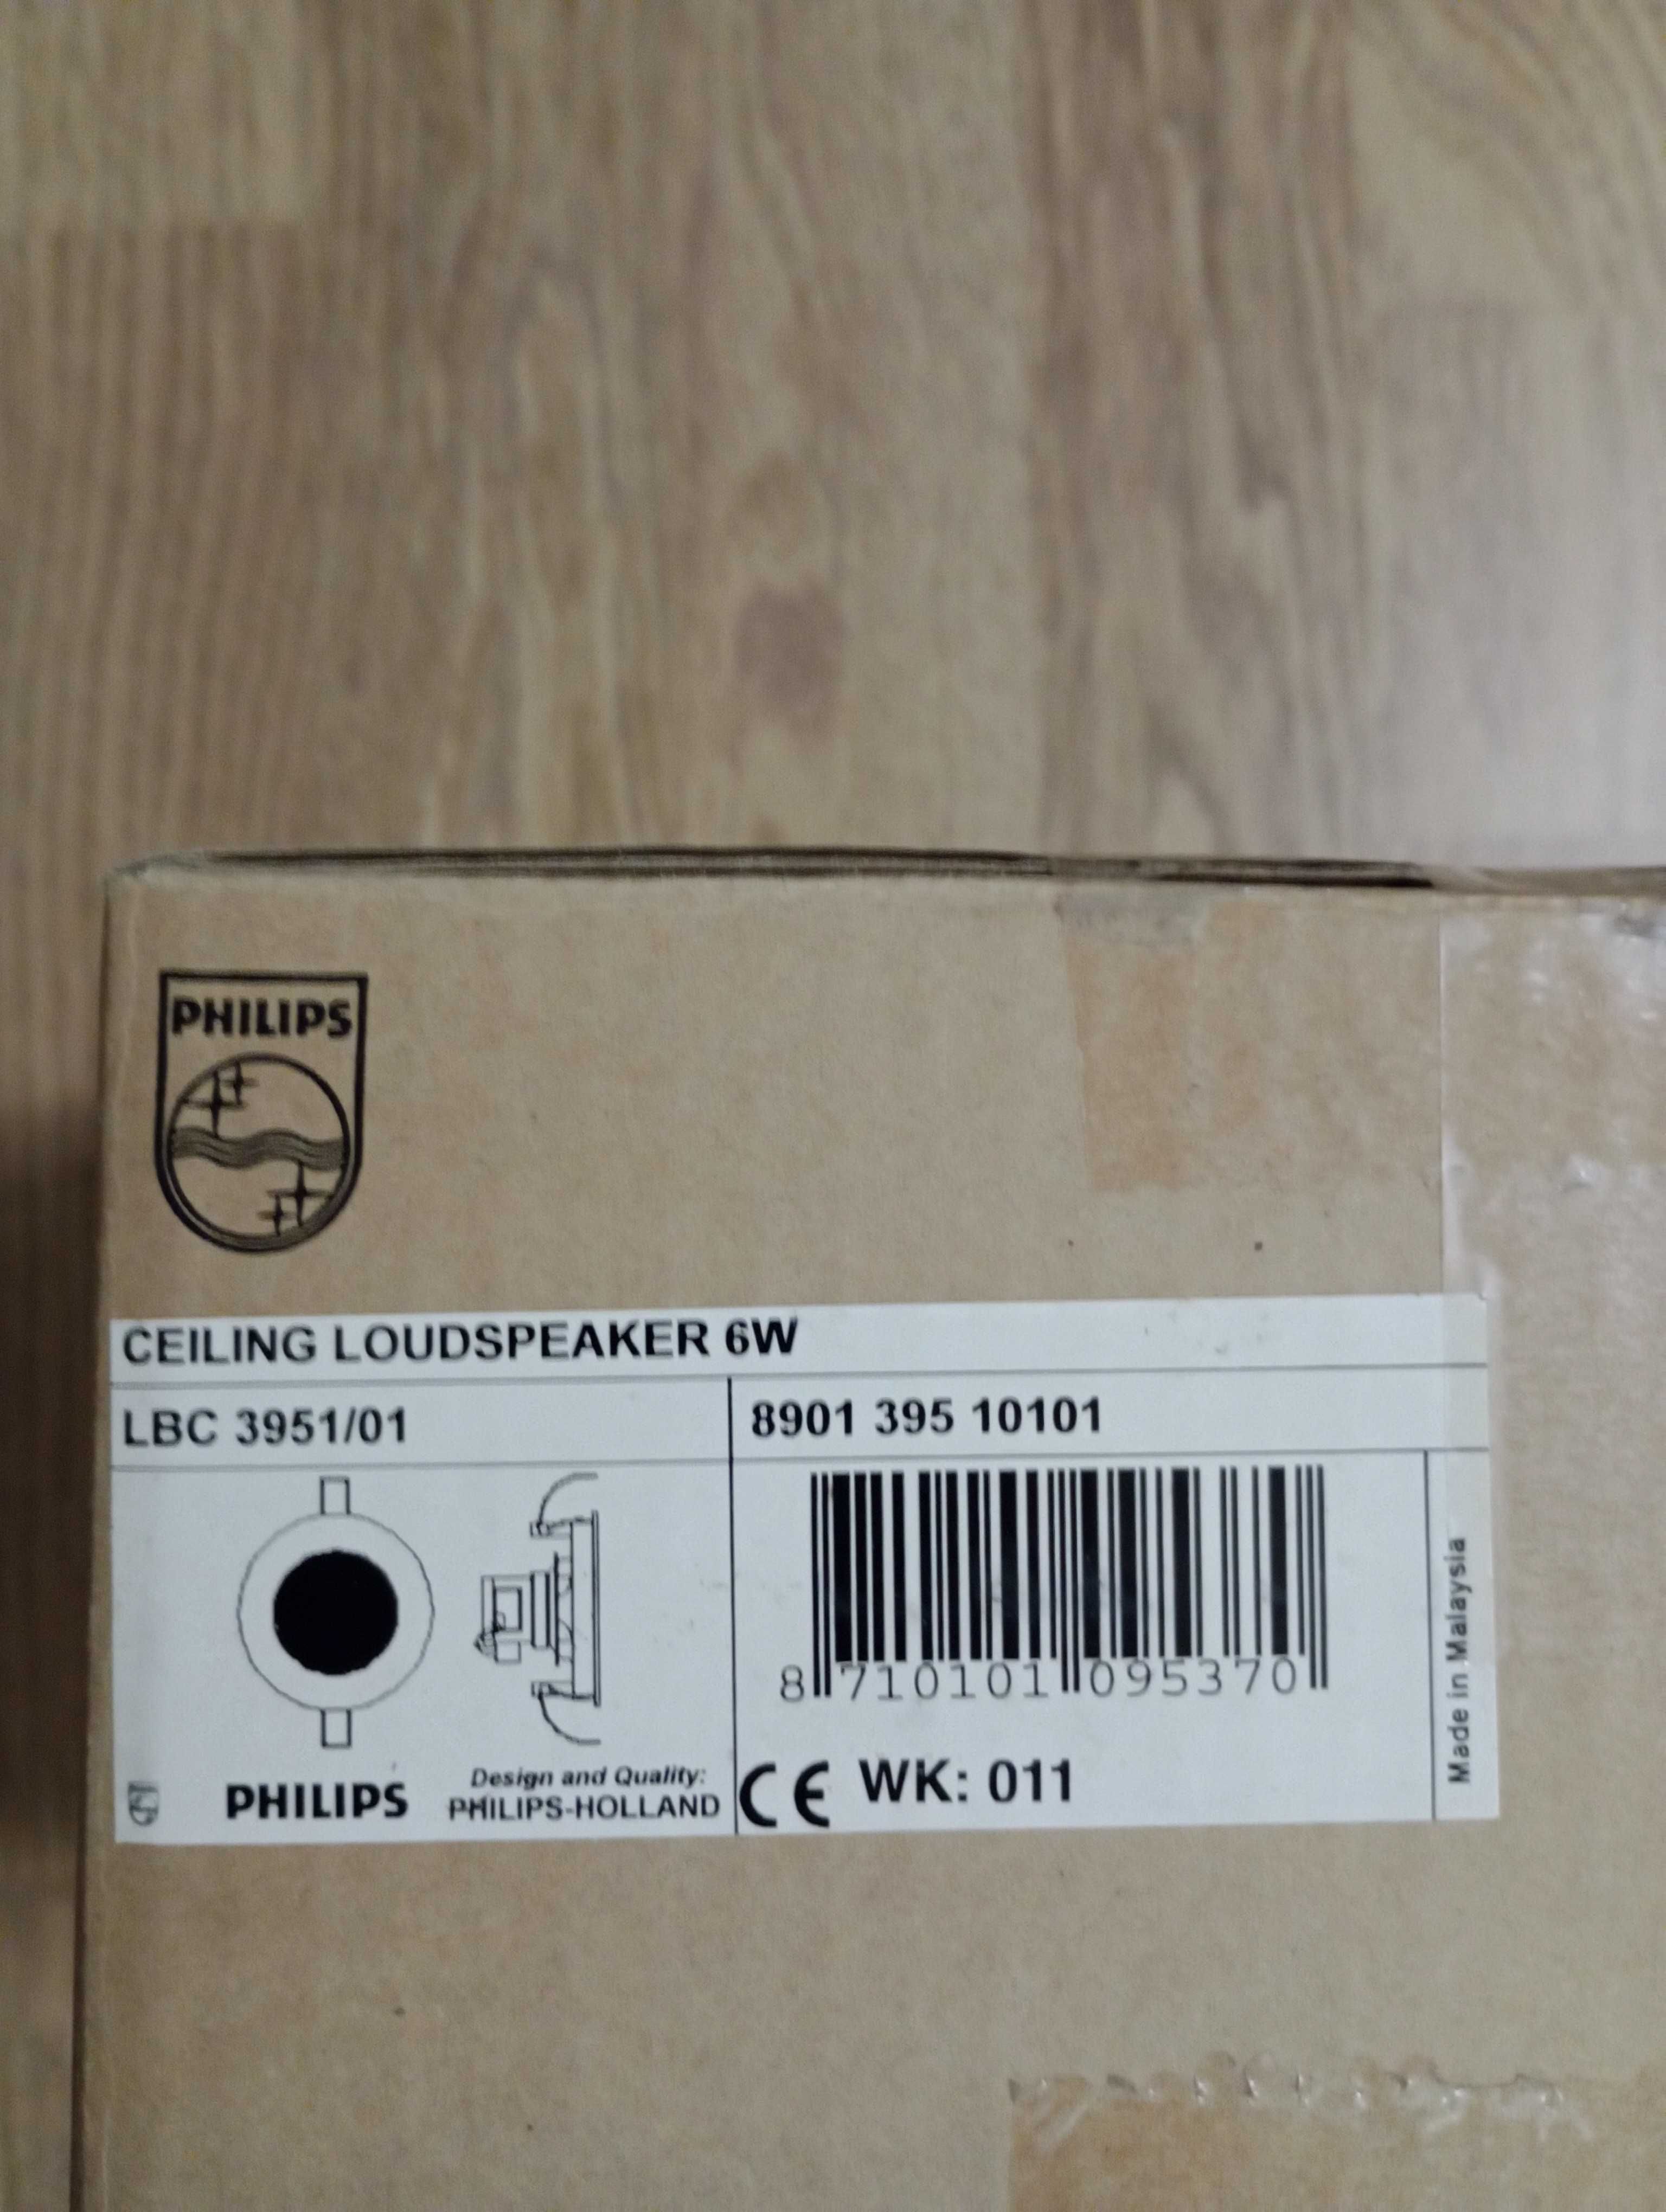 PHILIPS
CEILING LOUDSPEAKER 6W
LBC 3951/01
8901 395 10101
8 710101 095370
Made in Malaysia
PHILIPS
Design and Quality:
PHILIPS-HOLLAND
CE WK: 011